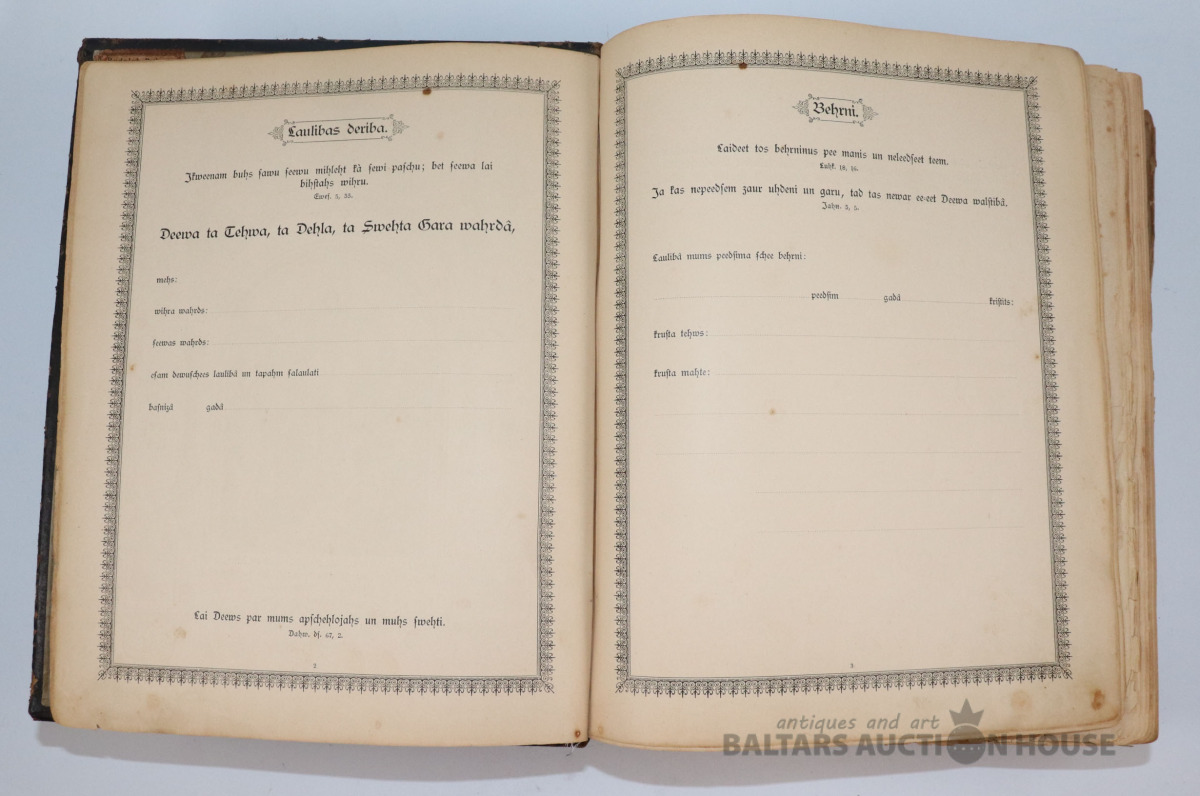 Laulibas deriba.
Ikweenam buhs sawu seewu mihleht kà sewi paschu; bet seewa lai
bihstahs wihru.
Ewes. 5, 33.
Deewa ta Tehwa, ta Dehla, ta Swehta Gara wahrdâ,
mehs:
wihra wahrds:
seewas wahrds:
esam dewuschees laulibâ un tapahm salaulati
basnizâ gadâ
Lai Deews par mums apschehlojahs un muhs swehti.
Dahw. ds. 67, 2.
2
Behrni.
Laideet tos behrninus pee manis un neleedseet teem.
Luhk. 18, 16.
Ja kas nepeedsem zaur uhdeni un garu, tad tas newar ee-eet Deewa walstibâ.
Jahn. 3, 5.
Laulibâ mums peedsima schee behrni:
peedsim gadâ kristits:
krusta tehws:
krusta mahte:
3
antiques and art
BALTARS AUCTION HOUSE